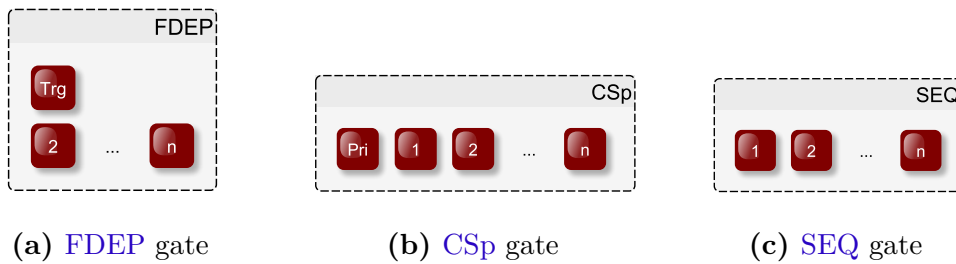 FDEP
Trg
2 ... n
CSp
Pri 1 2 ... n
SEQ
1 2 ... n
(a) FDEP gate
(b) CSp gate
(c) SEQ gate